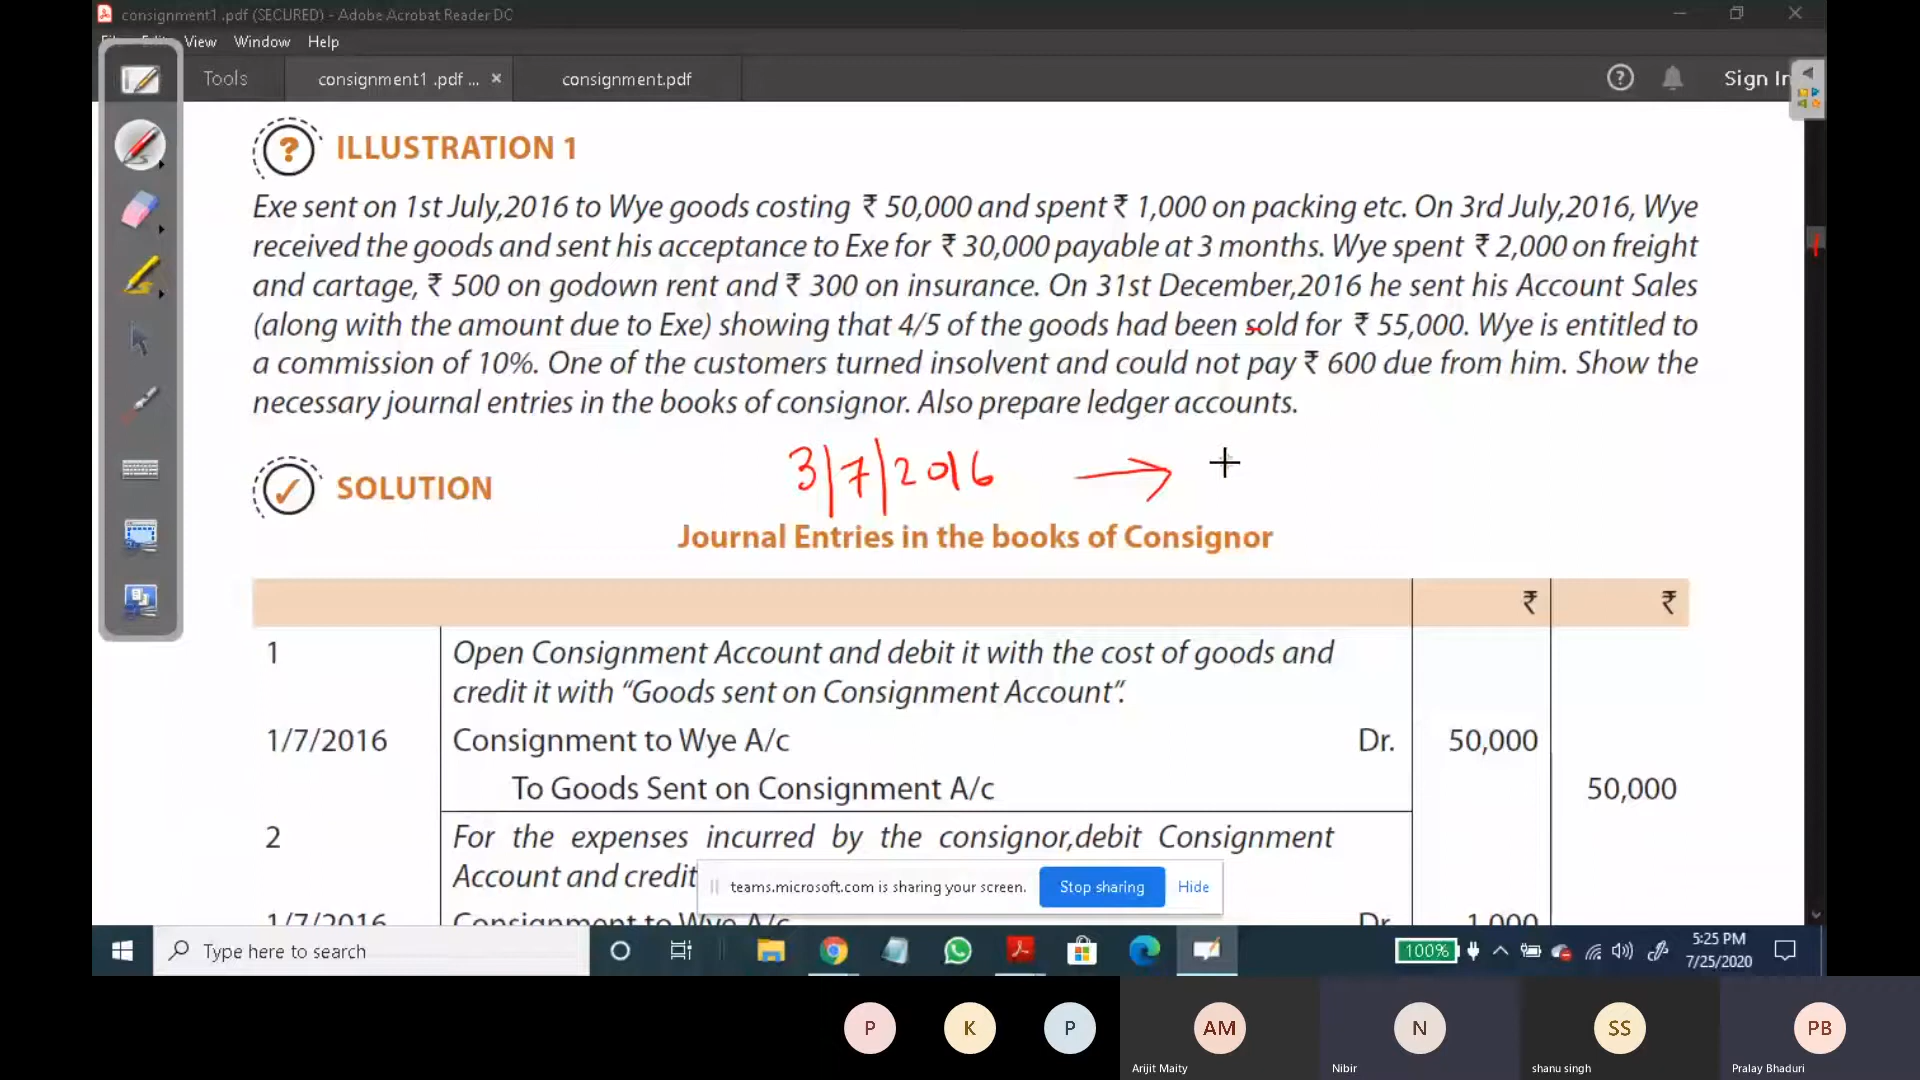 consignment1 .pdf (SECURED) - Adobe Acrobat Reader DC
View Window Help
Tools consignment1 .pdf ... × consignment.pdf Sign In
ILLUSTRATION 1
Exe sent on 1st July,2016 to Wye goods costing ₹ 50,000 and spent ₹ 1,000 on packing etc. On 3rd July,2016, Wye
received the goods and sent his acceptance to Exe for ₹ 30,000 payable at 3 months. Wye spent ₹ 2,000 on freight
and cartage, ₹ 500 on godown rent and ₹ 300 on insurance. On 31st December,2016 he sent his Account Sales
(along with the amount due to Exe) showing that 4/5 of the goods had been sold for ₹ 55,000. Wye is entitled to
a commission of 10%. One of the customers turned insolvent and could not pay ₹ 600 due from him. Show the
necessary journal entries in the books of consignor. Also prepare ledger accounts.
3/7/2016 →
SOLUTION
Journal Entries in the books of Consignor
₹ ₹
1 Open Consignment Account and debit it with the cost of goods and
credit it with “Goods sent on Consignment Account”.
1/7/2016 Consignment to Wye A/c Dr. 50,000
To Goods Sent on Consignment A/c 50,000
2 For the expenses incurred by the consignor,debit Consignment
Account and credit
teams.microsoft.com is sharing your screen. Stop sharing Hide
1/7/2016 Consignment to Wye A/c Dr. 1,000
Type here to search
100%
5:25 PM
7/25/2020
P K P AM N SS PB
Arijit Maity Nibir shanu singh Pralay Bhaduri